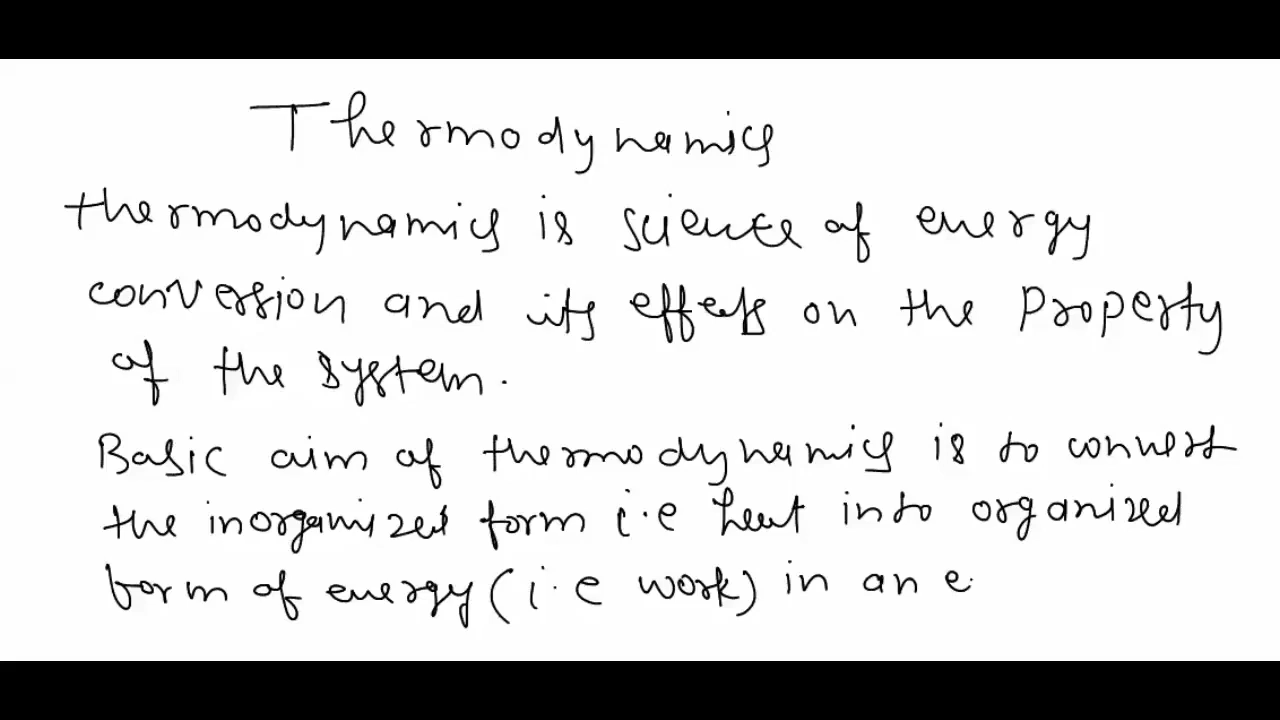 Thermodynamics
thermodynamics is science of energy
conversion and its effects on the Property
of the system.
Basic aim of thermodynamics is to convert
the inorganized form i.e heat into organized
form of energy (i.e work) in an e